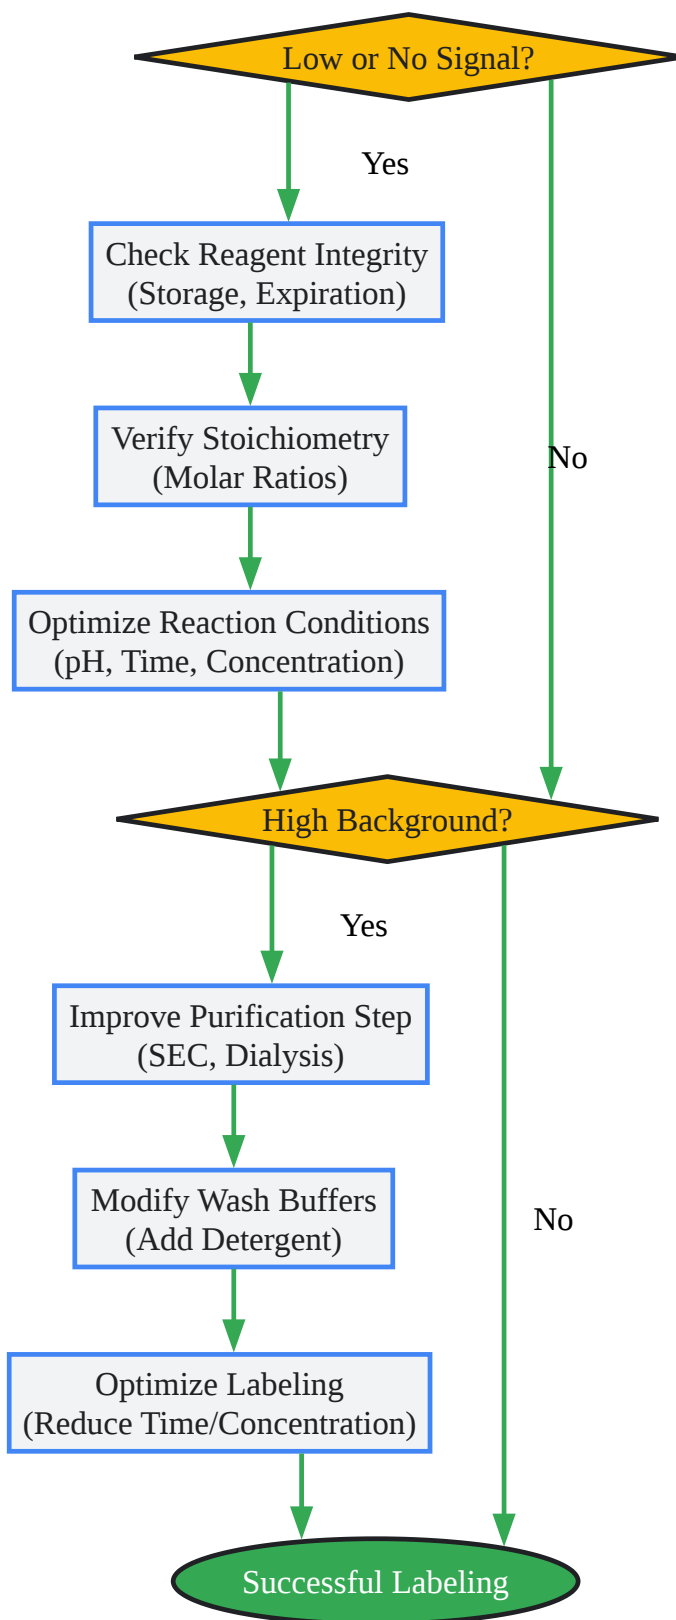 Low or No Signal?
Yes
Check Reagent Integrity
(Storage, Expiration)
Verify Stoichiometry
(Molar Ratios)
No
Optimize Reaction Conditions
(pH, Time, Concentration)
High Background?
Yes
Improve Purification Step
(SEC, Dialysis)
Modify Wash Buffers
(Add Detergent)
No
Optimize Labeling
(Reduce Time/Concentration)
Successful Labeling